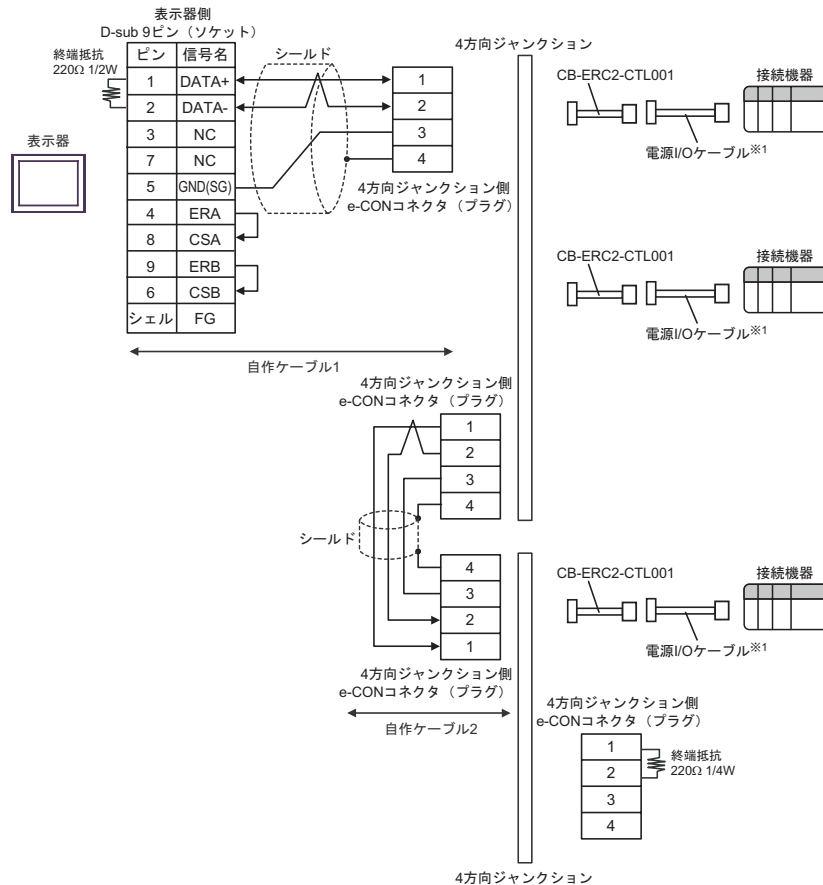 表示器側
D-sub 9ピン（ソケット）
終端抵抗
220Ω 1/2W
ピン 信号名
1 DATA+
2 DATA-
3 NC
7 NC
5 GND(SG)
4 ERA
8 CSA
9 ERB
6 CSB
シェル FG
表示器
シールド
1
2
3
4
4方向ジャンクション側
e-CONコネクタ（プラグ）
自作ケーブル1
4方向ジャンクション
CB-ERC2-CTL001
接続機器
電源I/Oケーブル※1
CB-ERC2-CTL001
接続機器
電源I/Oケーブル※1
4方向ジャンクション側
e-CONコネクタ（プラグ）
1
2
3
4
シールド
4
3
2
1
4方向ジャンクション側
e-CONコネクタ（プラグ）
自作ケーブル2
CB-ERC2-CTL001
接続機器
電源I/Oケーブル※1
4方向ジャンクション側
e-CONコネクタ（プラグ）
1
2
3
4
終端抵抗
220Ω 1/4W
4方向ジャンクション